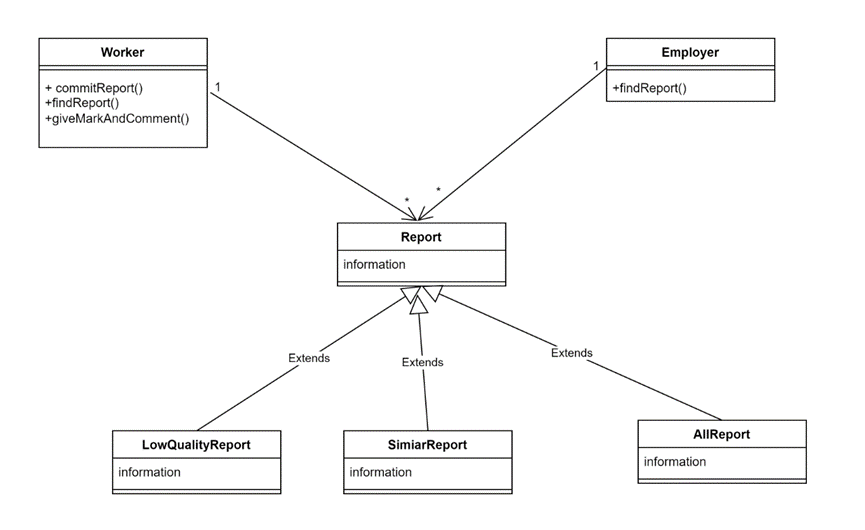 Worker
+ commitReport()
+findReport()
+giveMarkAndComment()
1
Employer
+findReport()
1
*
*
Report
information
Extends
Extends
Extends
LowQualityReport
information
SimiarReport
information
AllReport
information